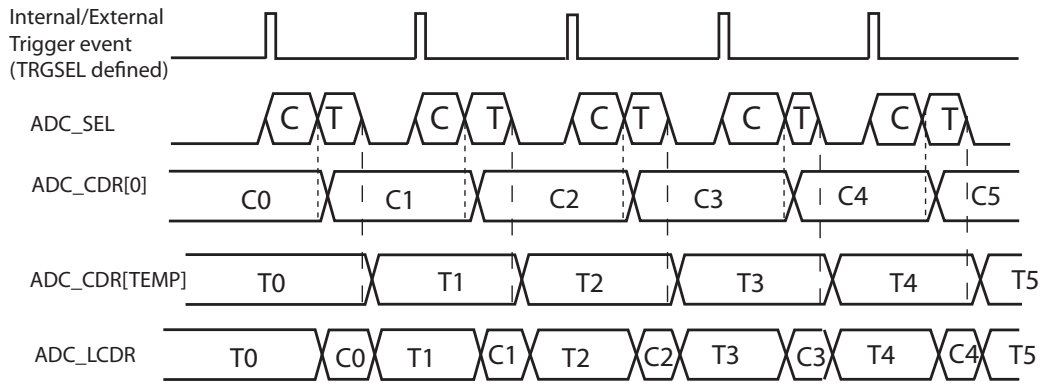 Internal/External
Trigger event
(TRGSEL defined)
ADC_SEL C T C T C T C T C T
ADC_CDR[0] C0 C1 C2 C3 C4 C5
ADC_CDR[TEMP] T0 T1 T2 T3 T4 T5
ADC_LCDR T0 C0 T1 C1 T2 C2 T3 C3 T4 C4 T5